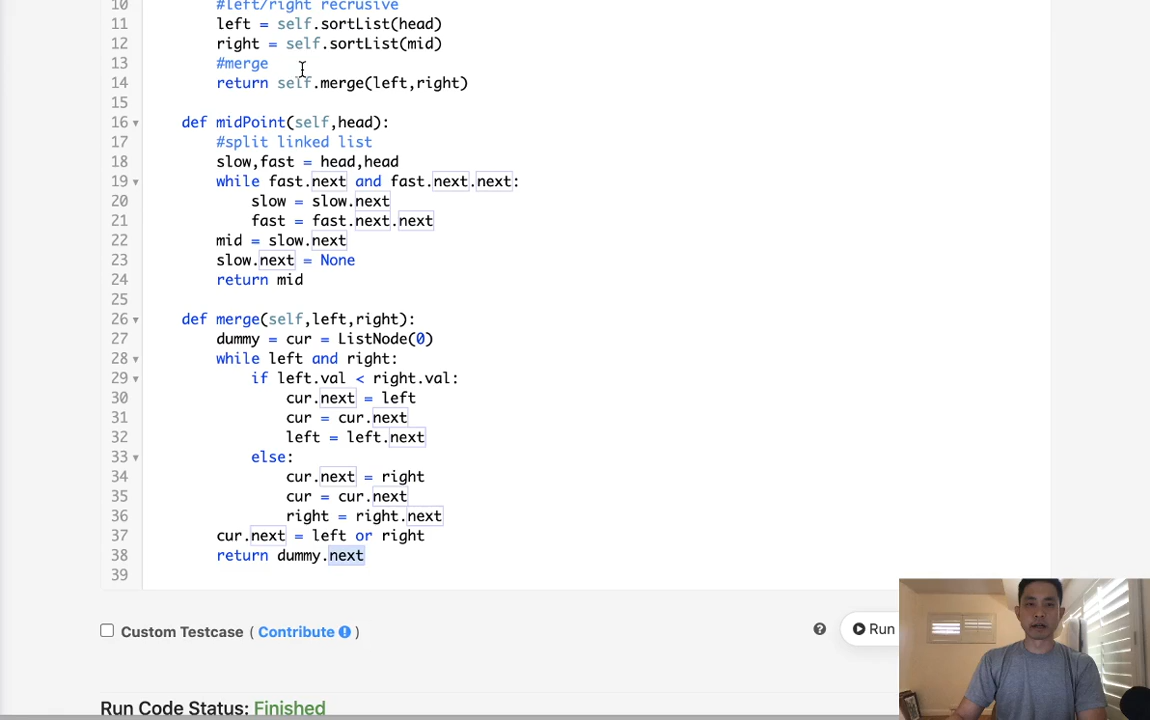 10 #left/right recrusive
11 left = self.sortList(head)
12 right = self.sortList(mid)
13 #merge
14 return self.merge(left,right)
15
16 def midPoint(self,head):
17 #split linked list
18 slow,fast = head,head
19 while fast.next and fast.next.next:
20 slow = slow.next
21 fast = fast.next.next
22 mid = slow.next
23 slow.next = None
24 return mid
25
26 def merge(self,left,right):
27 dummy = cur = ListNode(0)
28 while left and right:
29 if left.val < right.val:
30 cur.next = left
31 cur = cur.next
32 left = left.next
33 else:
34 cur.next = right
35 cur = cur.next
36 right = right.next
37 cur.next = left or right
38 return dummy.next
39
Custom Testcase ( Contribute )
Run
Run Code Status: Finished